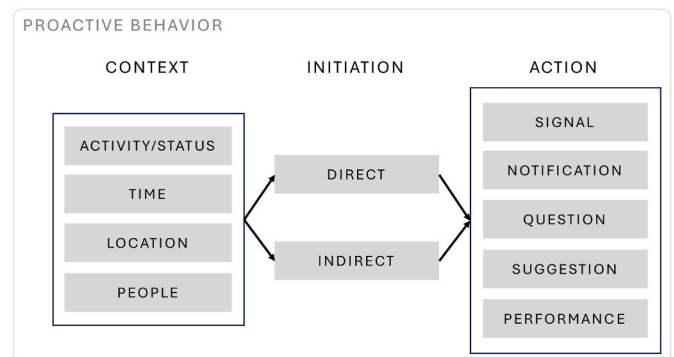 PROACTIVE BEHAVIOR
CONTEXT
ACTIVITY/STATUS
TIME
LOCATION
PEOPLE
INITIATION
DIRECT
INDIRECT
ACTION
SIGNAL
NOTIFICATION
QUESTION
SUGGESTION
PERFORMANCE